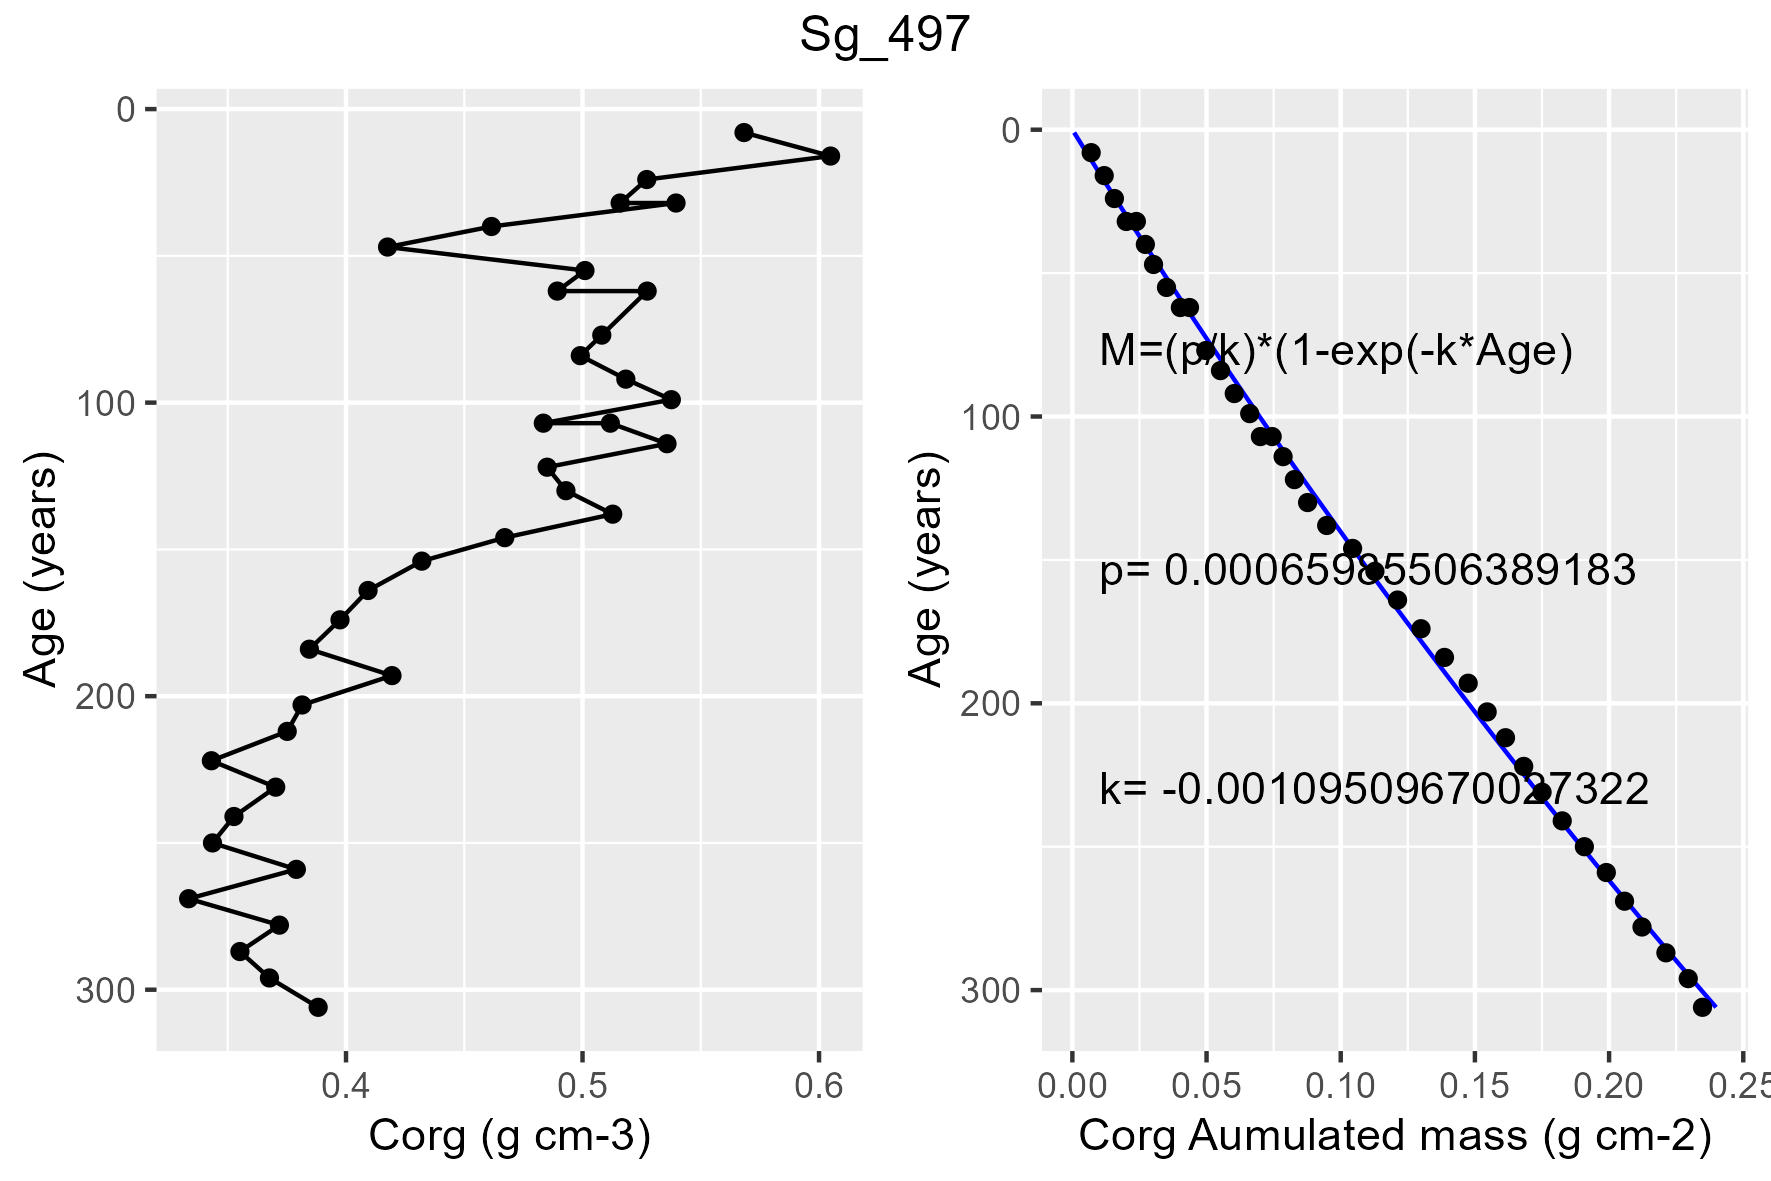 Sg_497
0
100
200
300
Age (years)
0.4 0.5 0.6
Corg (g cm-3)
0
100
200
300
Age (years)
M=(p/k)*(1-exp(-k*Age)
p= 0.000659855506389183
k= -0.00109509670027322
0.00 0.05 0.10 0.15 0.20 0.25
Corg Aumulated mass (g cm-2)